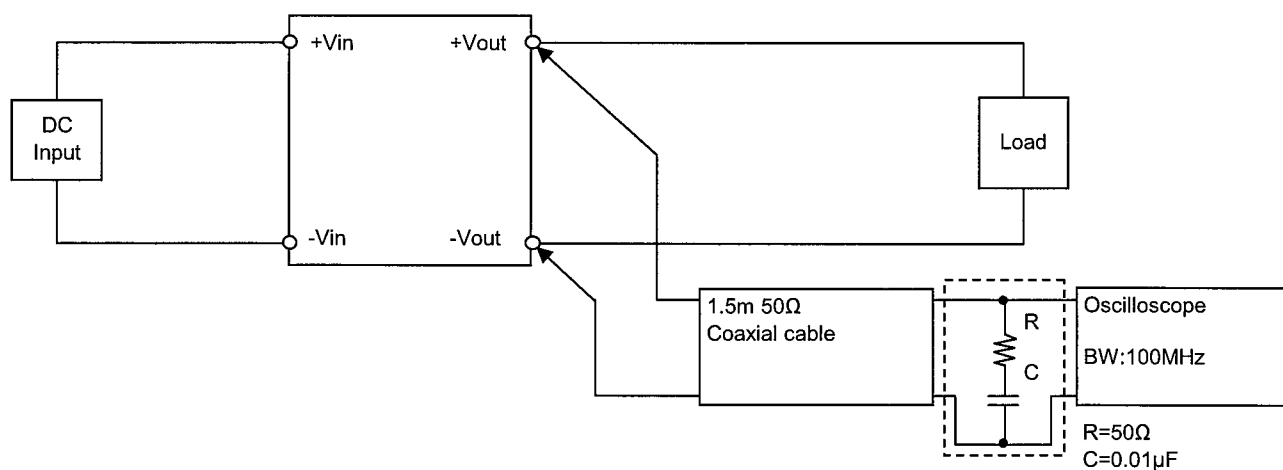 +Vin
+Vout
DC
Input
Load
-Vin
-Vout
1.5m 50Ω
Coaxial cable
R
C
Oscilloscope
BW:100MHz
R=50Ω
C=0.01μF